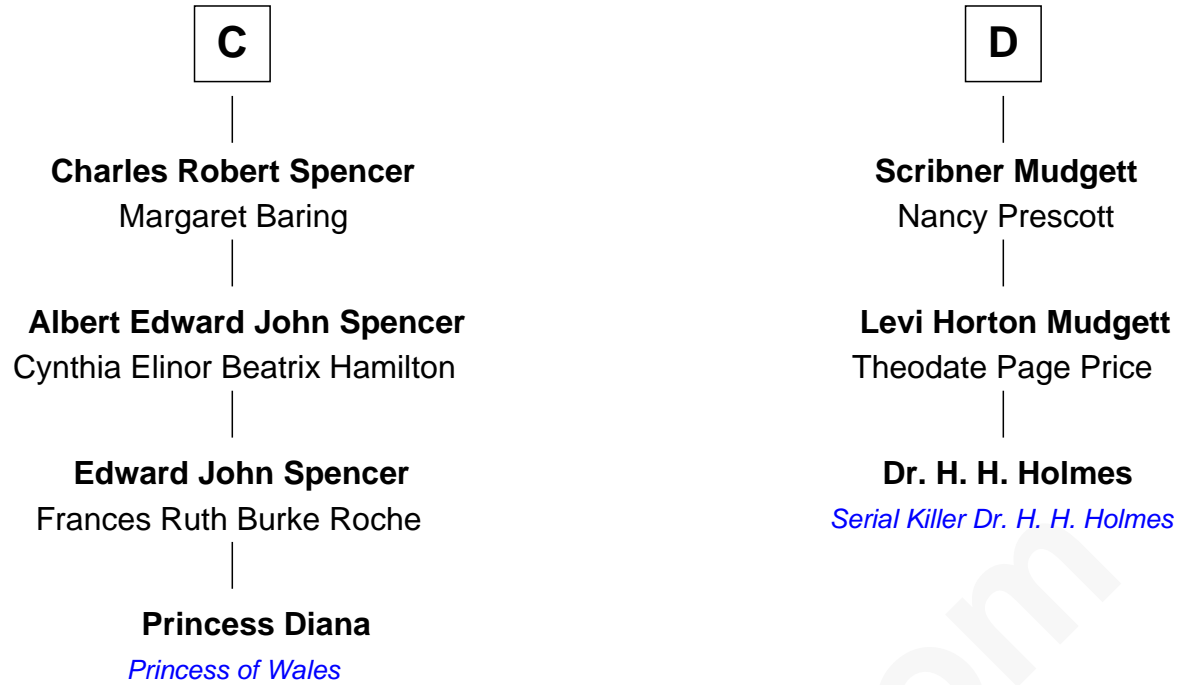 C
Charles Robert Spencer
Margaret Baring
Albert Edward John Spencer
Cynthia Elinor Beatrix Hamilton
Edward John Spencer
Frances Ruth Burke Roche
Princess Diana
Princess of Wales
D
Scribner Mudgett
Nancy Prescott
Levi Horton Mudgett
Theodate Page Price
Dr. H. H. Holmes
Serial Killer Dr. H. H. Holmes
om